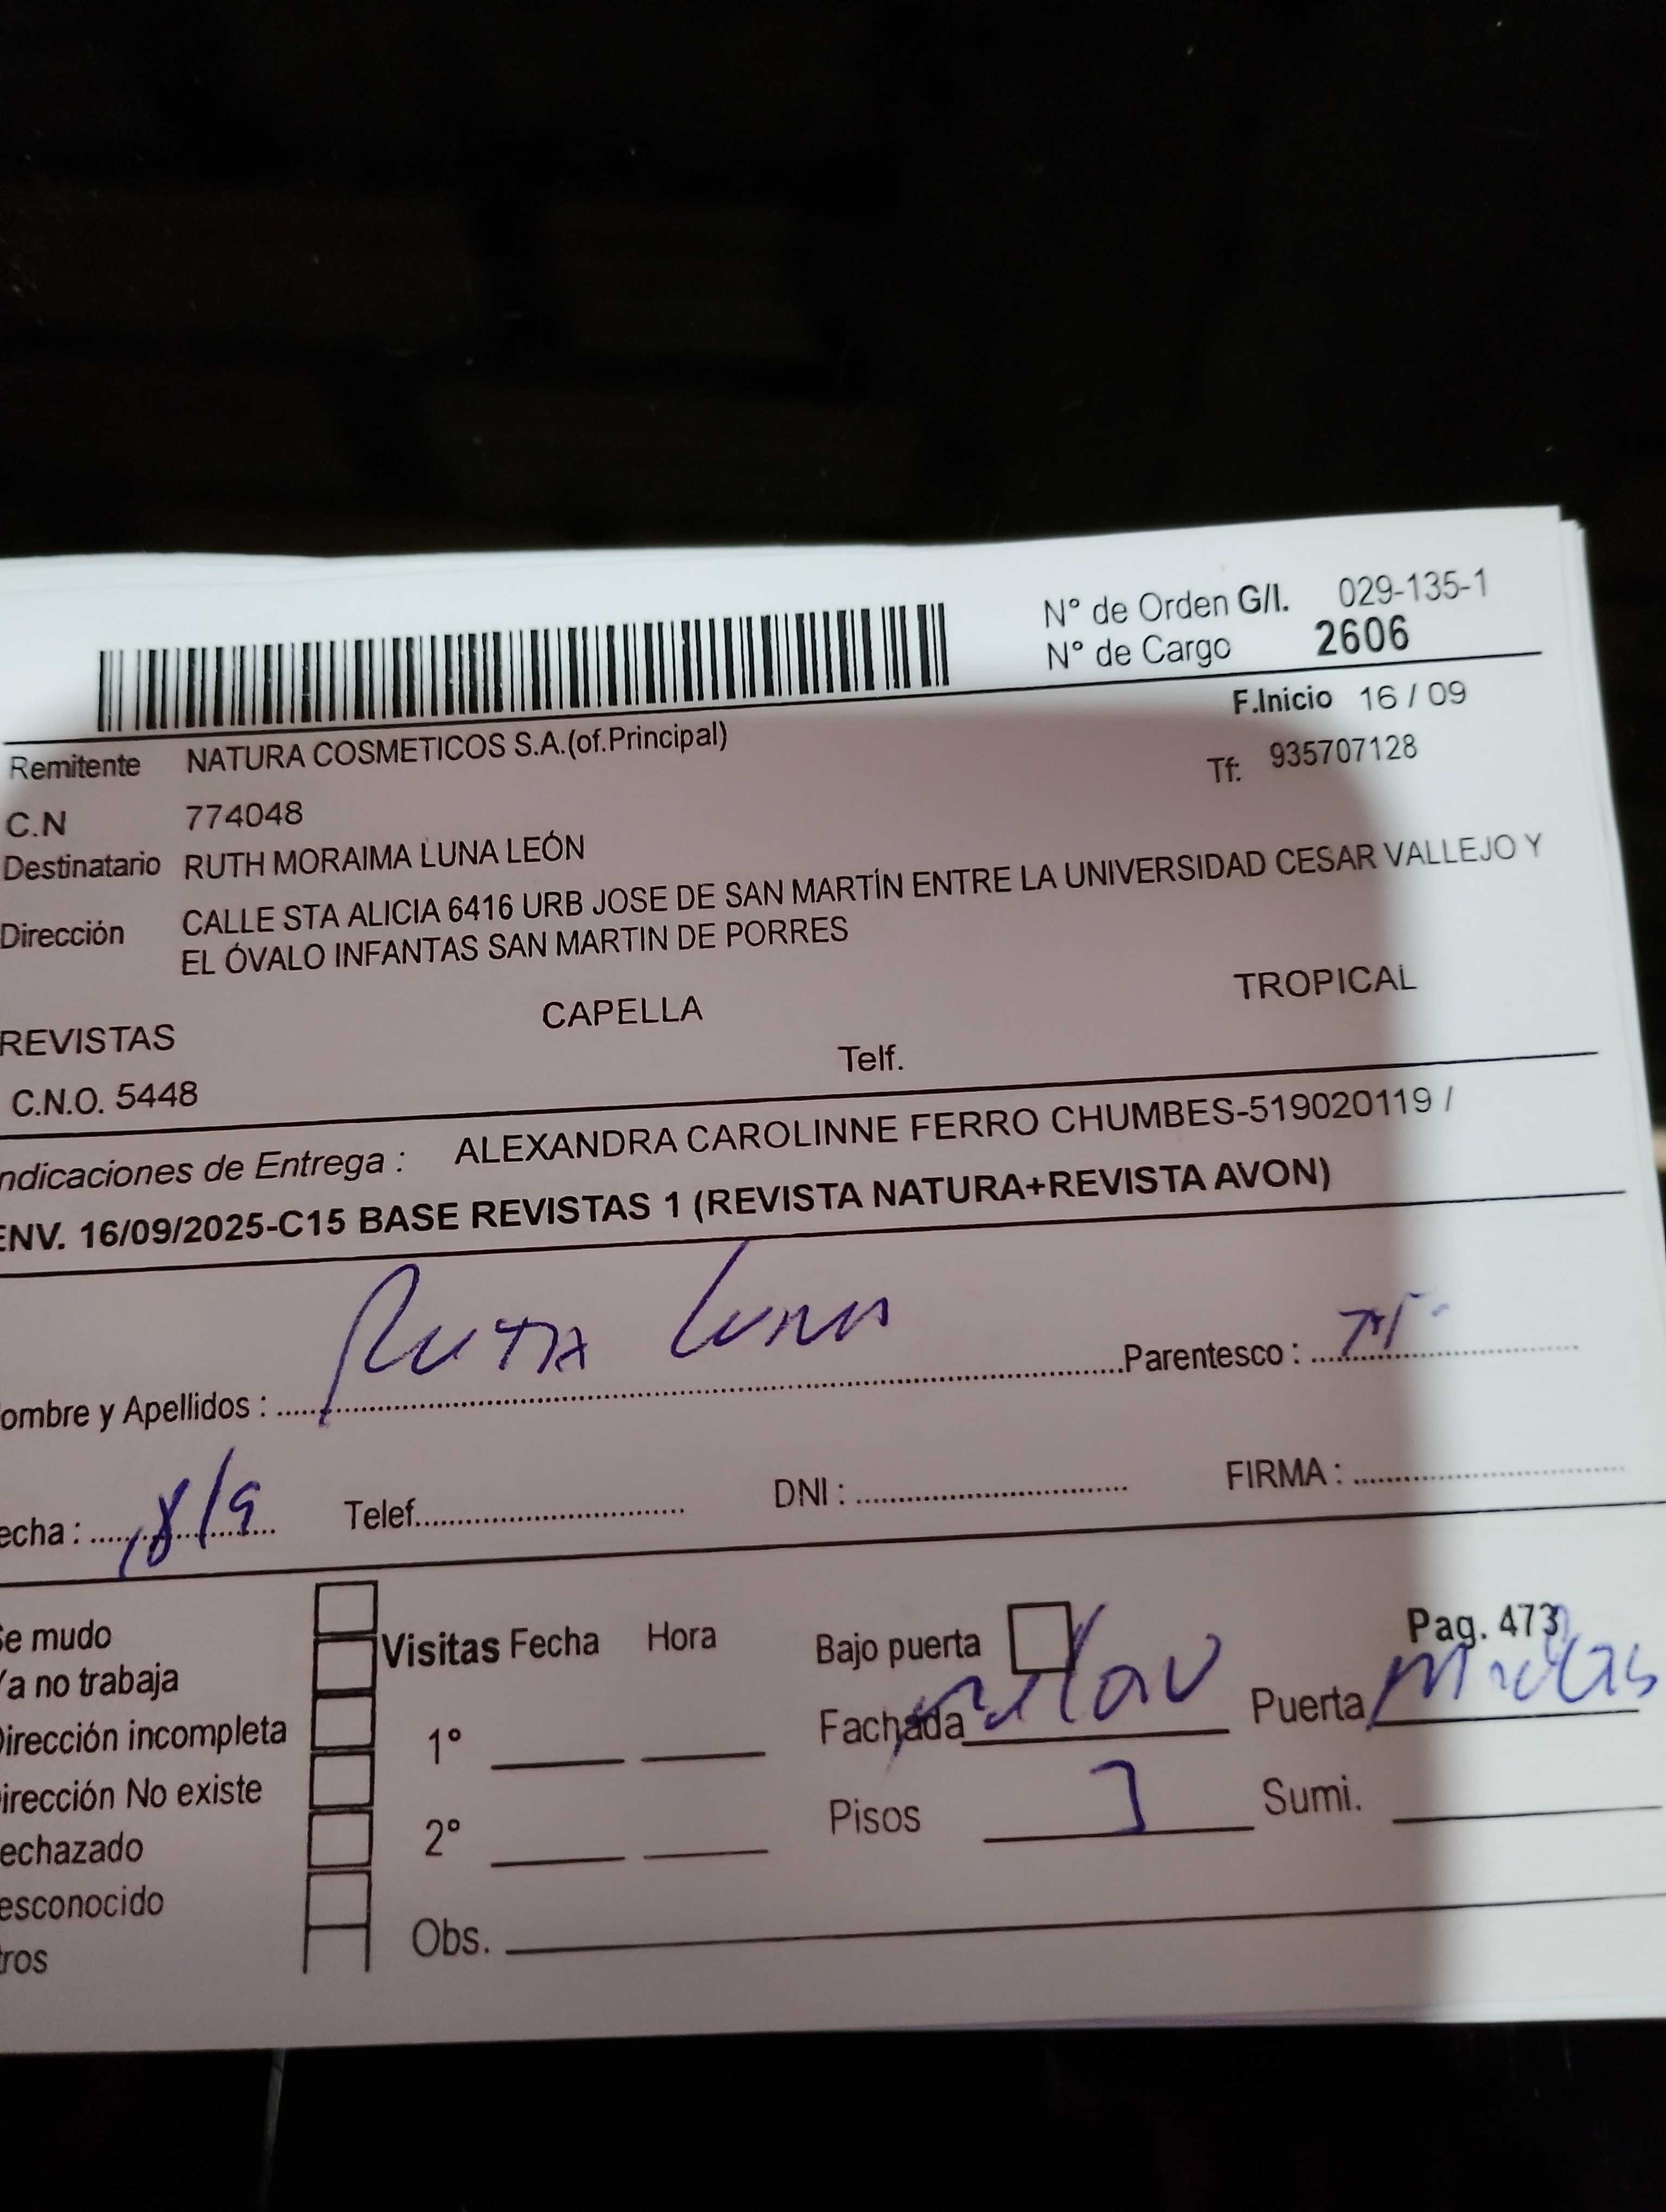 N° de Orden G/I. 029-135-1
N° de Cargo 2606
F.Inicio 16 / 09
Remitente NATURA COSMETICOS S.A.(of.Principal)
Tf: 935707128
C.N 774048
Destinatario RUTH MORAIMA LUNA LEÓN
Dirección CALLE STA ALICIA 6416 URB JOSE DE SAN MARTÍN ENTRE LA UNIVERSIDAD CESAR VALLEJO Y
EL ÓVALO INFANTAS SAN MARTIN DE PORRES
REVISTAS CAPELLA TROPICAL
C.N.O. 5448 Telf.
ndicaciones de Entrega : ALEXANDRA CAROLINNE FERRO CHUMBES-519020119 /
ENV. 16/09/2025-C15 BASE REVISTAS 1 (REVISTA NATURA+REVISTA AVON)
ombre y Apellidos : Ruth Luna Parentesco :
echa : 18/9 Telef. DNI : FIRMA :
Se mudo
Ya no trabaja
Dirección incompleta
irección No existe
echazado
esconocido
tros
Visitas Fecha Hora
1°
2°
Obs.
Bajo puerta Pag. 473
Fachada Puerta
Pisos Sumi.